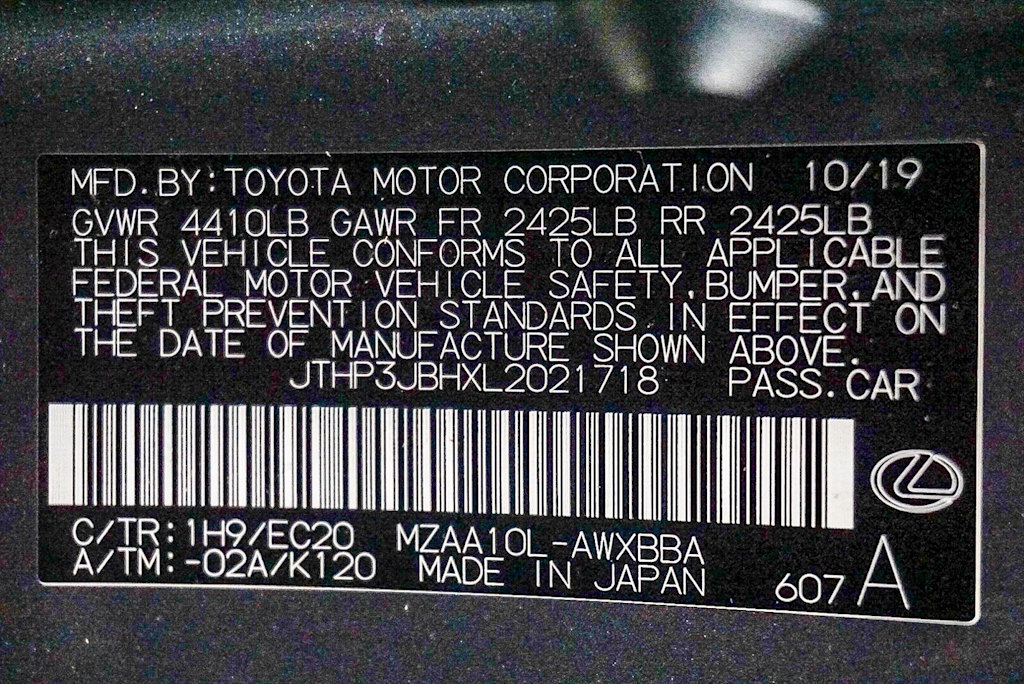 MFD.BY:TOYOTA MOTOR CORPORATION 10/19
GVWR 4410LB GAWR FR 2425LB RR 2425LB
THIS VEHICLE CONFORMS TO ALL APPLICABLE
FEDERAL MOTOR VEHICLE SAFETY,BUMPER,AND
THEFT PREVENTION STANDARDS IN EFFECT ON
THE DATE OF MANUFACTURE SHOWN ABOVE.
JTHP3JBHXL2021718 PASS.CAR
C/TR:1H9/EC20 MZAA10L-AWXBBA
A/TM:-02A/K120 MADE IN JAPAN 607 A